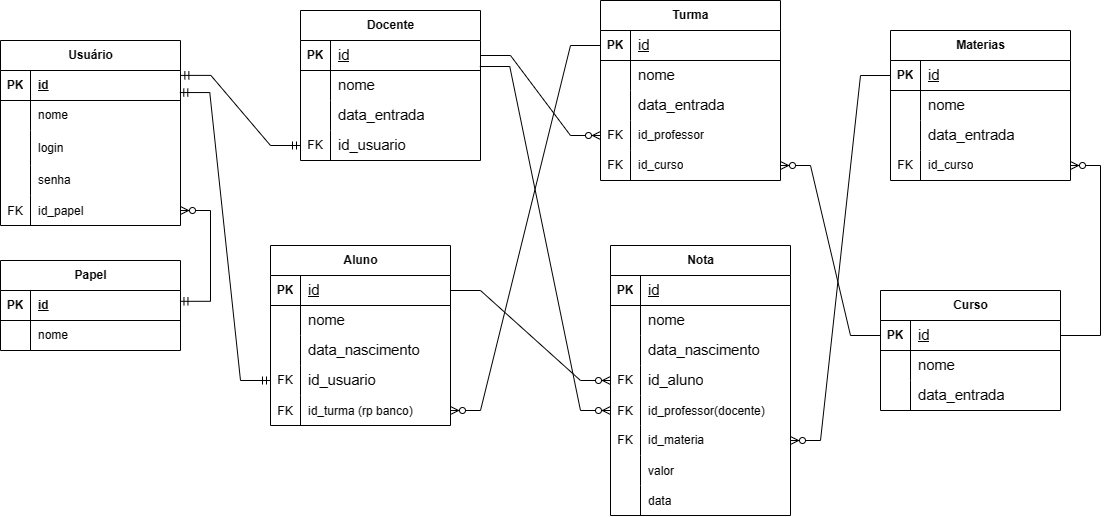 Usuário
PK id
nome
login
senha
FK id_papel
Papel
PK id
nome
Docente
PK id
nome
data_entrada
FK id_usuario
Aluno
PK id
nome
data_nascimento
FK id_usuario
FK id_turma (rp banco)
Turma
PK id
nome
data_entrada
FK id_professor
FK id_curso
Nota
PK id
nome
data_nascimento
FK id_aluno
FK id_professor(docente)
FK id_materia
valor
data
Materias
PK id
nome
data_entrada
FK id_curso
Curso
PK id
nome
data_entrada